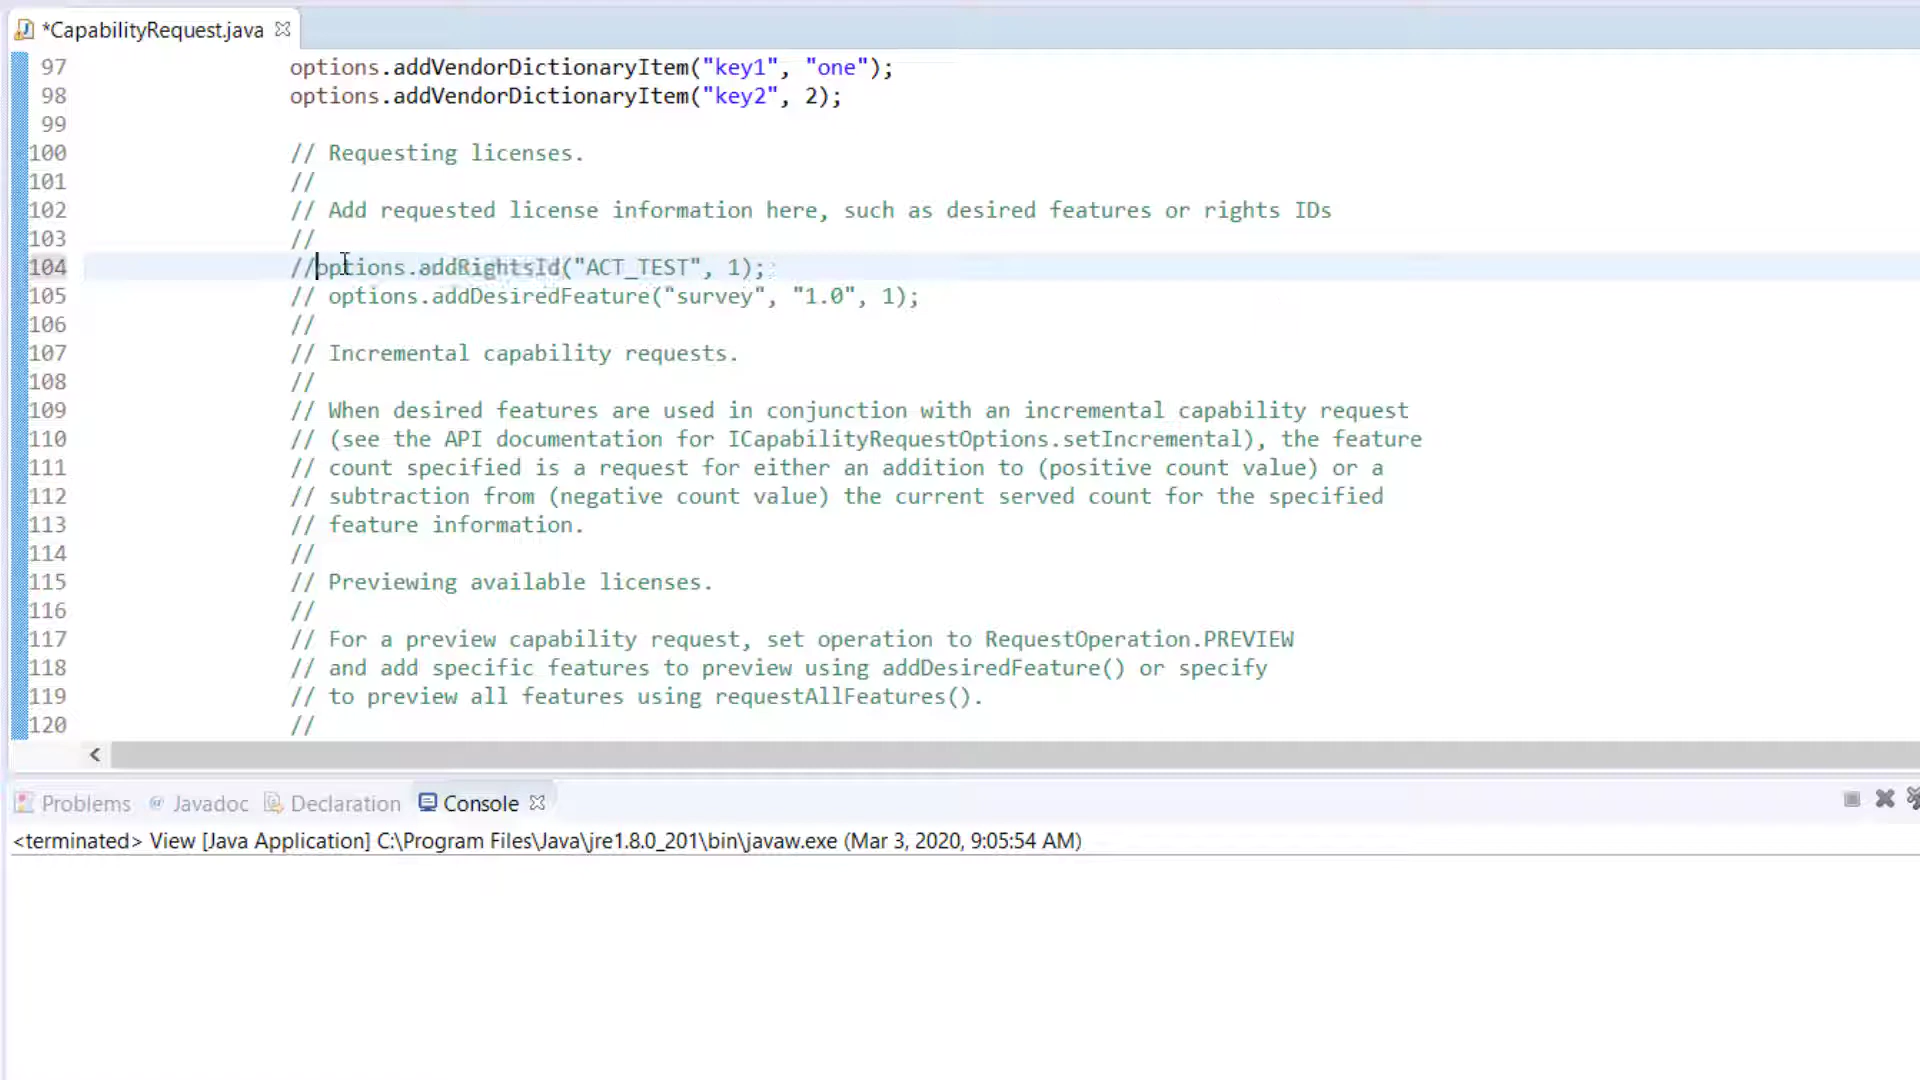 *CapabilityRequest.java
97 options.addVendorDictionaryItem("key1", "one");
98 options.addVendorDictionaryItem("key2", 2);
99
100 // Requesting licenses.
101 //
102 // Add requested license information here, such as desired features or rights IDs
103 //
104 //options.addRightsId("ACT_TEST", 1);
105 // options.addDesiredFeature("survey", "1.0", 1);
106 //
107 // Incremental capability requests.
108 //
109 // When desired features are used in conjunction with an incremental capability request
110 // (see the API documentation for ICapabilityRequestOptions.setIncremental), the feature
111 // count specified is a request for either an addition to (positive count value) or a
112 // subtraction from (negative count value) the current served count for the specified
113 // feature information.
114 //
115 // Previewing available licenses.
116 //
117 // For a preview capability request, set operation to RequestOperation.PREVIEW
118 // and add specific features to preview using addDesiredFeature() or specify
119 // to preview all features using requestAllFeatures().
120 //
Problems @ Javadoc Declaration Console
<terminated> View [Java Application] C:\Program Files\Java\jre1.8.0_201\bin\javaw.exe (Mar 3, 2020, 9:05:54 AM)